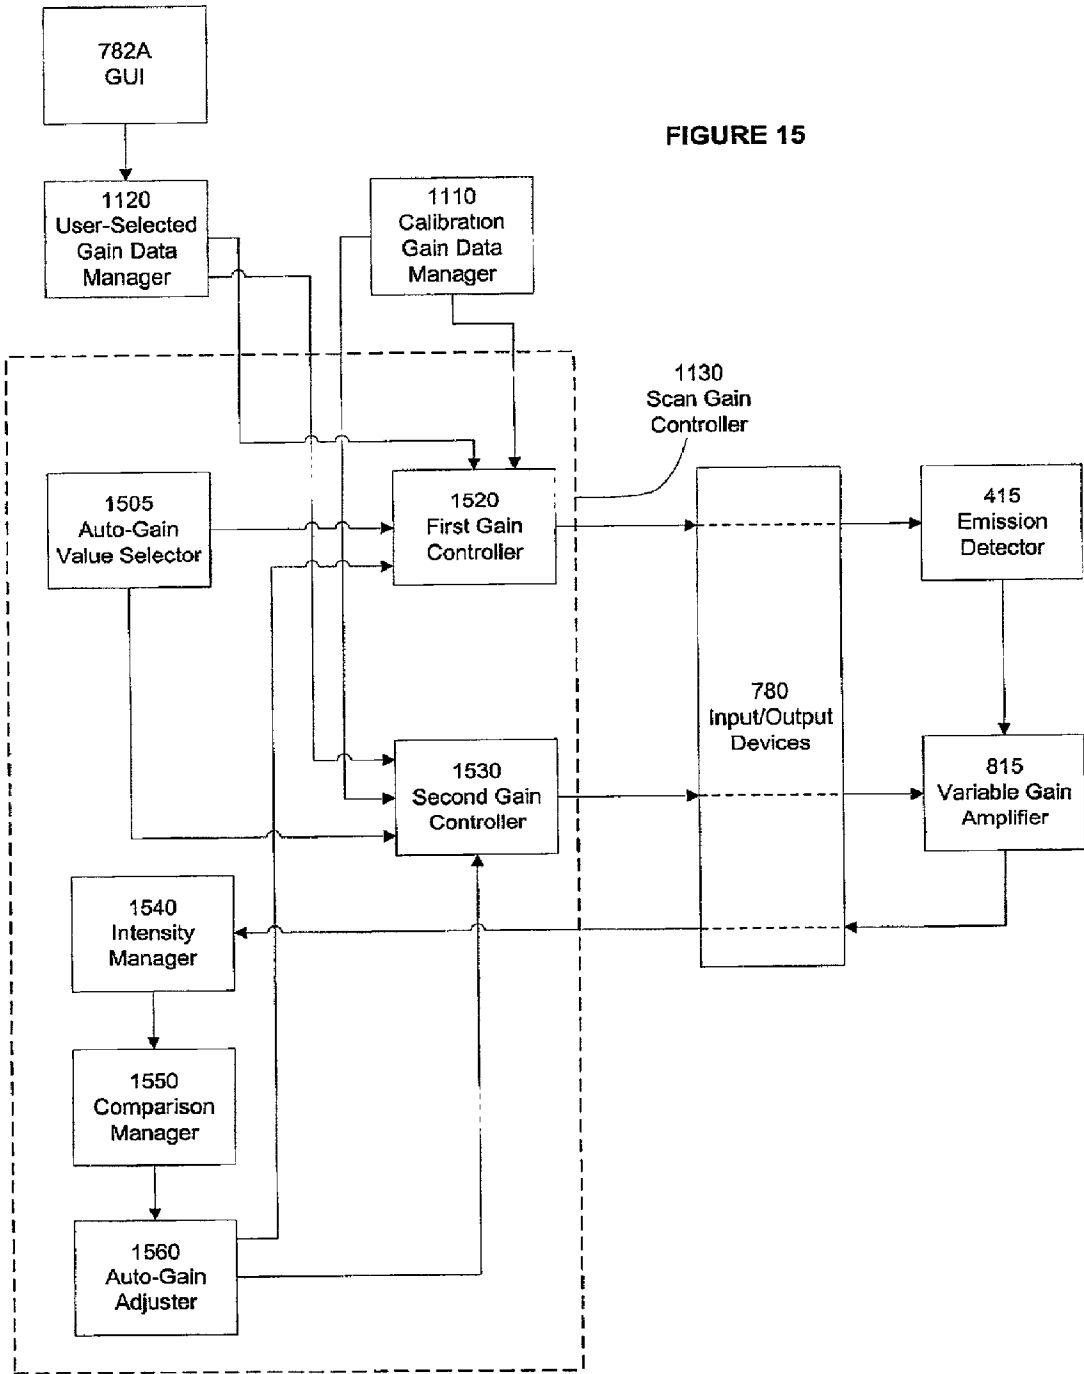 782A
GUI
FIGURE 15
1120
User-Selected
Gain Data
Manager
1110
Calibration
Gain Data
Manager
1130
Scan Gain
Controller
1505
Auto-Gain
Value Selector
1520
First Gain
Controller
415
Emission
Detector
780
Input/Output
Devices
1530
Second Gain
Controller
815
Variable Gain
Amplifier
1540
Intensity
Manager
1550
Comparison
Manager
1560
Auto-Gain
Adjuster